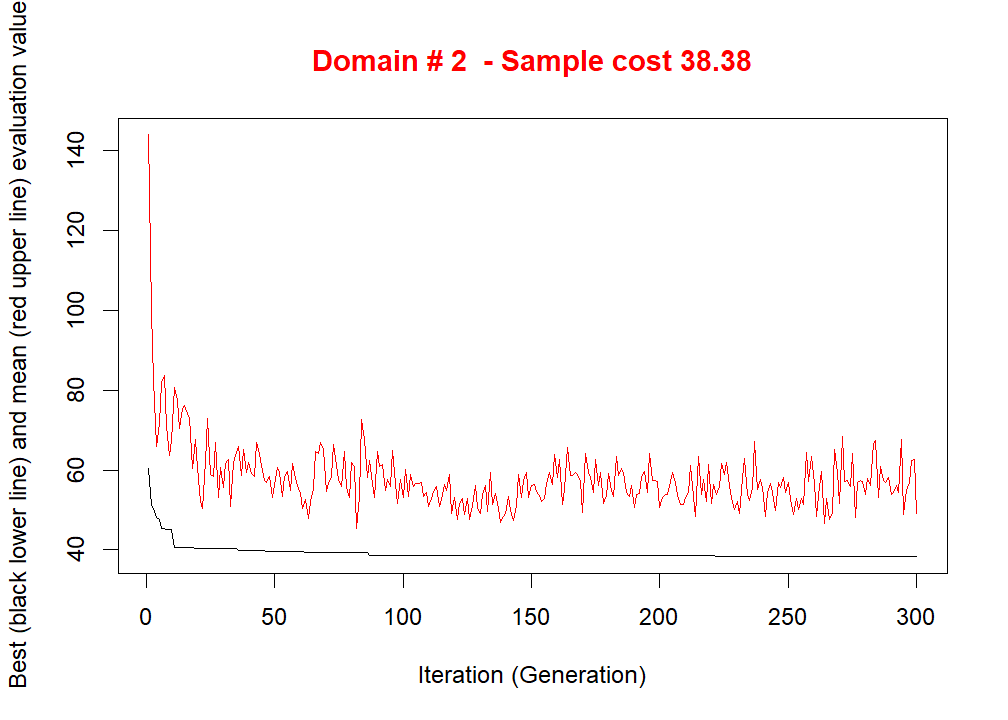 Domain # 2  - Sample cost 38.38
Best (black lower line) and mean (red upper line) evaluation value
140
120
100
80
60
40
0 50 100 150 200 250 300
Iteration (Generation)